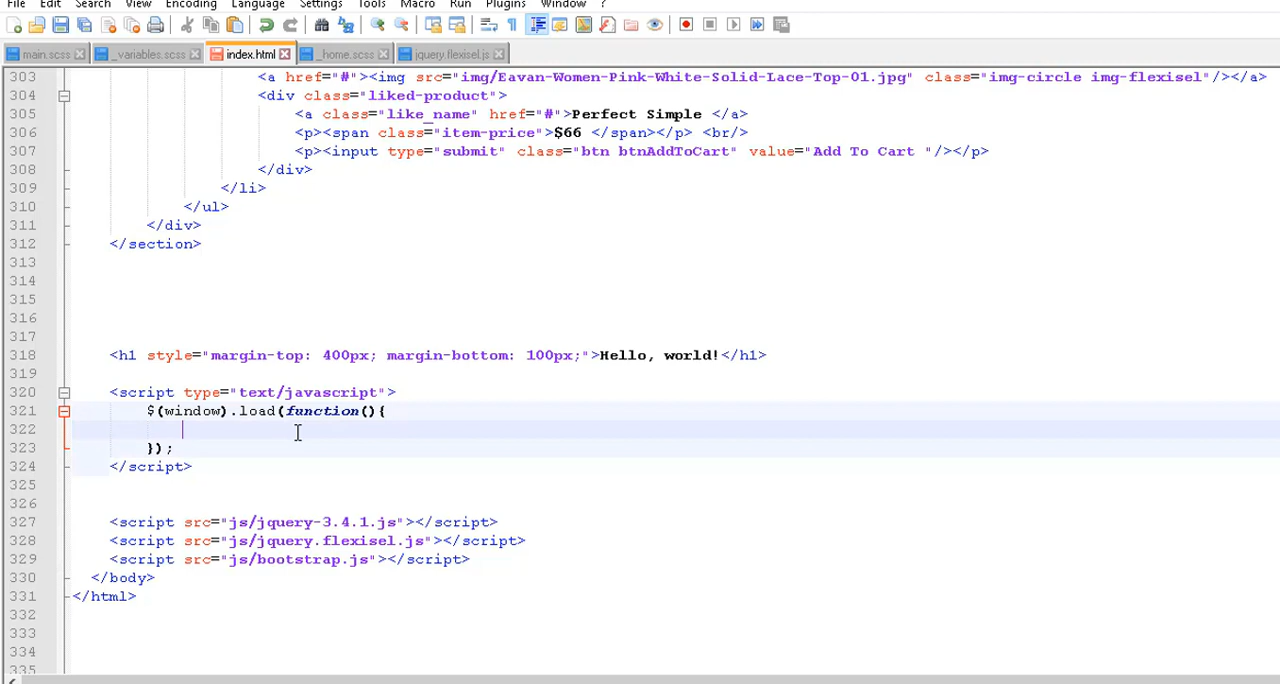 File Edit Search View Encoding Language Settings Tools Macro Run Plugins Window ?
main.scss _variables.scss index.html _home.scss jquery.flexisel.js
303 <a href="#"><img src="img/Eavan-Women-Pink-White-Solid-Lace-Top-01.jpg" class="img-circle img-flexisel"/></a>
304 <div class="liked-product">
305 <a class="like_name" href="#">Perfect Simple </a>
306 <p><span class="item-price">$66 </span></p> <br/>
307 <p><input type="submit" class="btn btnAddToCart" value="Add To Cart "/></p>
308 </div>
309 </li>
310 </ul>
311 </div>
312 </section>
313
314
315
316
317
318 <h1 style="margin-top: 400px; margin-bottom: 100px;">Hello, world!</h1>
319
320 <script type="text/javascript">
321 $(window).load(function(){
322
323 });
324 </script>
325
326
327 <script src="js/jquery-3.4.1.js"></script>
328 <script src="js/jquery.flexisel.js"></script>
329 <script src="js/bootstrap.js"></script>
330 </body>
331 </html>
332
333
334
335